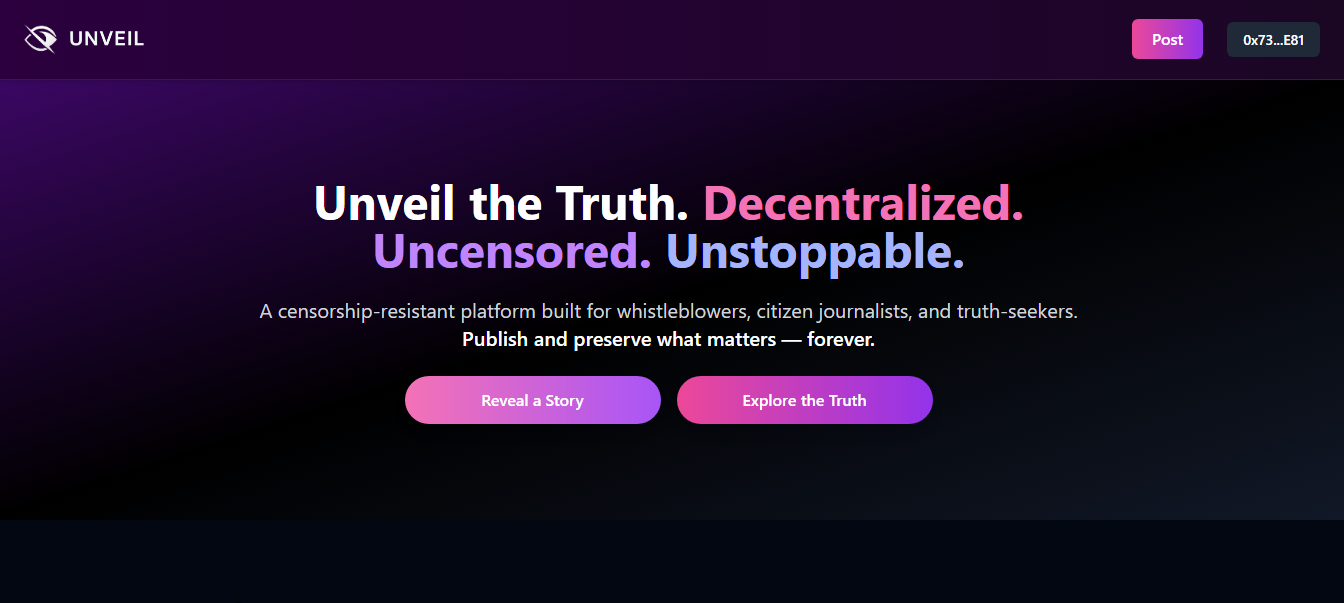 UNVEIL
Post
0x73...E81
Unveil the Truth. Decentralized.
Uncensored. Unstoppable.
A censorship-resistant platform built for whistleblowers, citizen journalists, and truth-seekers.
Publish and preserve what matters — forever.
Reveal a Story
Explore the Truth